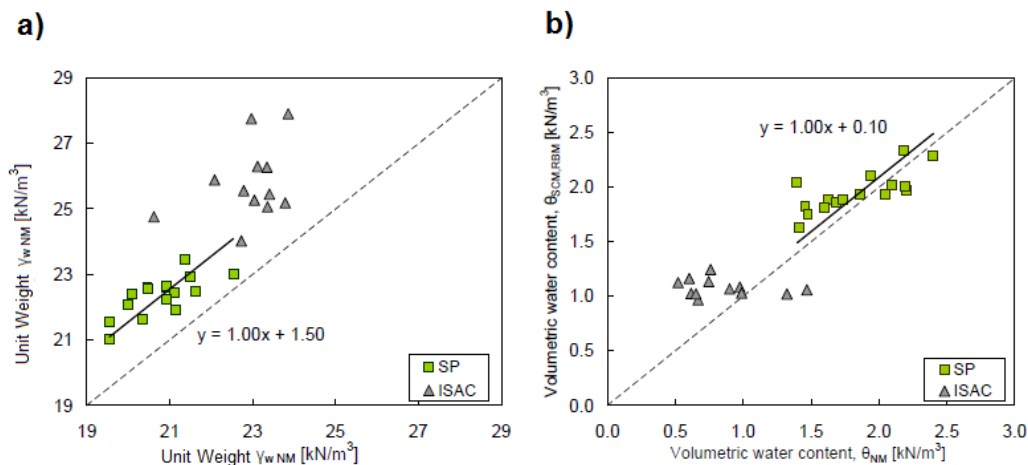 a)
29
27
25
23
21
19
Unit Weight γw NM [kN/m³]
y = 1.00x + 1.50
SP
ISAC
19 21 23 25 27 29
Unit Weight γw NM [kN/m³]
b)
3.0
2.5
2.0
1.5
1.0
0.5
0.0
Volumetric water content, θSCM,RBM [kN/m³]
y = 1.00x + 0.10
SP
ISAC
0.0 0.5 1.0 1.5 2.0 2.5 3.0
Volumetric water content, θNM [kN/m³]